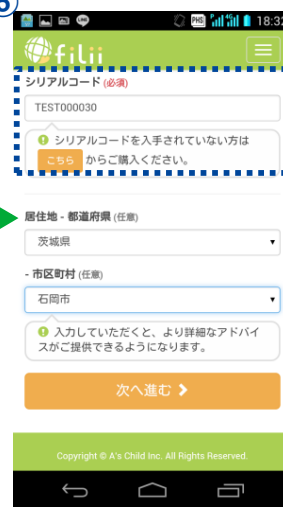 ⑤
PHS 18:32
filii
シリアルコード (必須)
TEST000030
シリアルコードを入手されていない方は
こちら からご購入ください。
居住地 - 都道府県 (任意)
茨城県
- 市区町村 (任意)
石岡市
入力していただくと、より詳細なアドバイ
スがご提供できるようになります。
次へ進む
Copyright © A's Child Inc. All Rights Reserved.